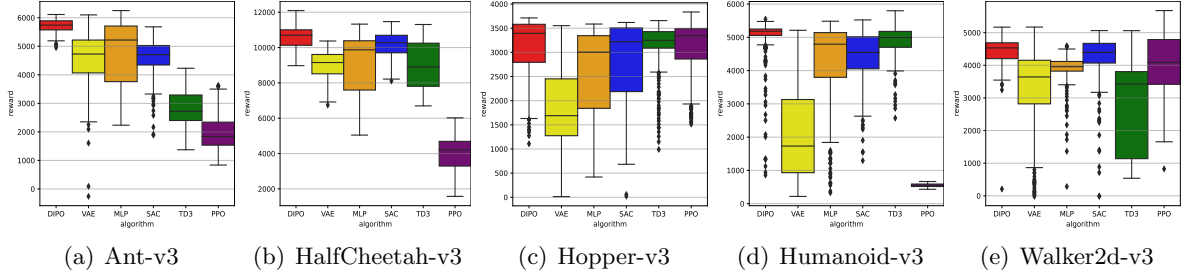 6000
5000
4000
3000
2000
1000
0
reward
DIPO VAE MLP SAC TD3 PPO
algorithm
(a) Ant-v3
12000
10000
8000
6000
4000
2000
reward
DIPO VAE MLP SAC TD3 PPO
algorithm
(b) HalfCheetah-v3
4000
3500
3000
2500
2000
1500
1000
500
0
reward
DIPO VAE MLP SAC TD3 PPO
algorithm
(c) Hopper-v3
6000
5000
4000
3000
2000
1000
0
reward
DIPO VAE MLP SAC TD3 PPO
algorithm
(d) Humanoid-v3
5000
4000
3000
2000
1000
0
reward
DIPO VAE MLP SAC TD3 PPO
algorithm
(e) Walker2d-v3